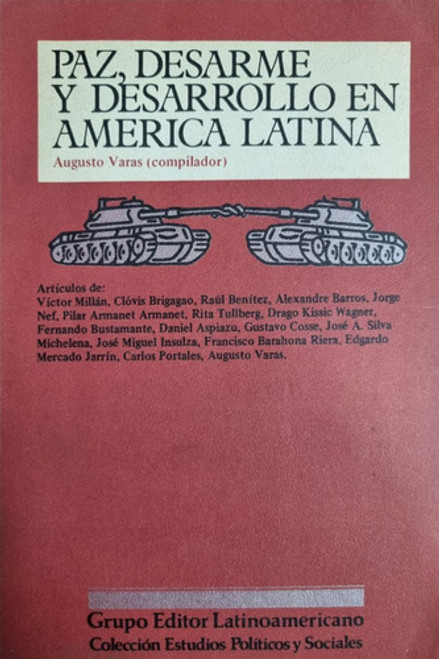 PAZ, DESARME
Y DESARROLLO EN
AMERICA LATINA
Augusto Varas (compilador)
Artículos de:
Víctor Millán, Clóvis Brigagao, Raúl Benítez, Alexandre Barros, Jorge
Nef, Pilar Armanet Armanet, Rita Tullberg, Drago Kissic Wagner,
Fernando Bustamante, Daniel Aspiazu, Gustavo Cosse, José A. Silva
Michelena, José Miguel Insulza, Francisco Barahona Riera, Edgardo
Mercado Jarrín, Carlos Portales, Augusto Varas.
Grupo Editor Latinoamericano
Colección Estudios Políticos y Sociales